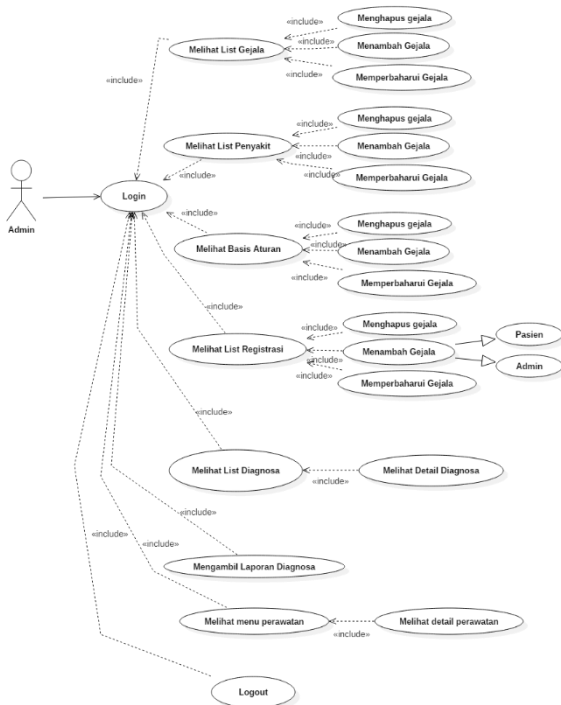 Menghapus gejala
«include»
Melihat List Gejala
«include»
Menambah Gejala
«include»
Memperbaharui Gejala
«include»
Menghapus gejala
«include»
Melihat List Penyakit
Menambah Gejala
«include»
«include»
«include»
Memperbaharui Gejala
Admin
Login
«include»
Menghapus gejala
«include»
Melihat Basis Aturan
«include»
Menambah Gejala
«include»
Memperbaharui Gejala
«include»
Menghapus gejala
«include»
Melihat List Registrasi
Menambah Gejala
«include»
«include»
Memperbaharui Gejala
Pasien
Admin
«include»
Melihat List Diagnosa
«include»
Melihat Detail Diagnosa
«include»
«include»
«include»
Mengambil Laporan Diagnosa
Melihat menu perawatan
«include»
Melihat detail perawatan
Logout